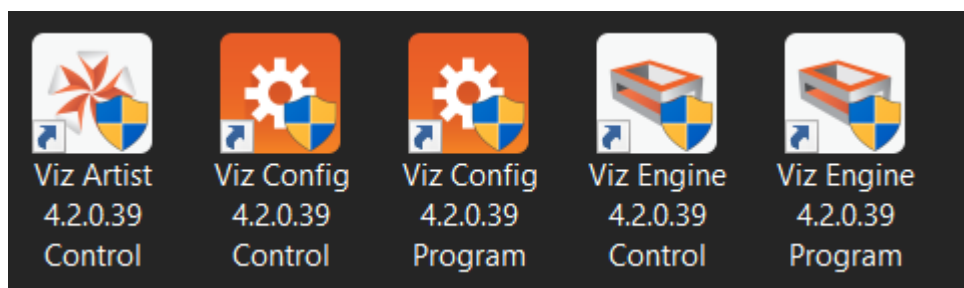 Viz Artist
4.2.0.39
Control
Viz Config
4.2.0.39
Control
Viz Config
4.2.0.39
Program
Viz Engine
4.2.0.39
Control
Viz Engine
4.2.0.39
Program